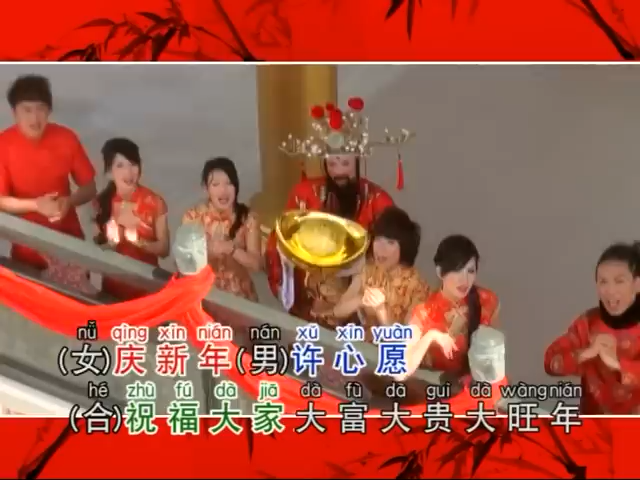 nǚ qìng xīn nián nán xǔ xīn yuàn
(女)庆新年(男)许心愿
hé zhù fú dà jiā dà fù dà guì dà wàng nián
(合)祝福大家大富大贵大旺年